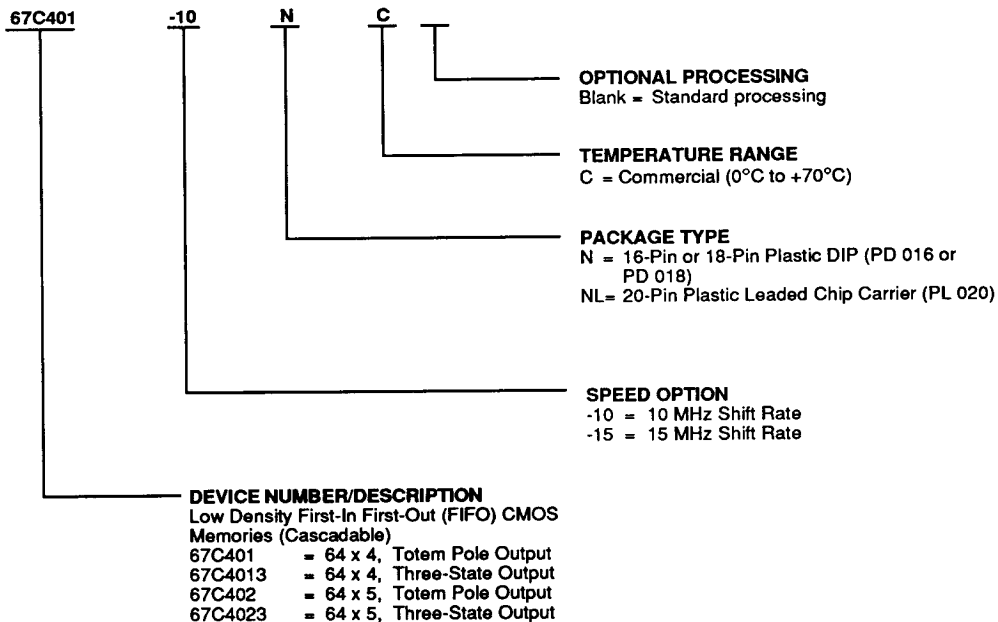 67C401 -10 N C
OPTIONAL PROCESSING
Blank = Standard processing
TEMPERATURE RANGE
C = Commercial (0°C to +70°C)
PACKAGE TYPE
N = 16-Pin or 18-Pin Plastic DIP (PD 016 or
PD 018)
NL= 20-Pin Plastic Leaded Chip Carrier (PL 020)
SPEED OPTION
-10 = 10 MHz Shift Rate
-15 = 15 MHz Shift Rate
DEVICE NUMBER/DESCRIPTION
Low Density First-In First-Out (FIFO) CMOS
Memories (Cascadable)
67C401 = 64 x 4, Totem Pole Output
67C4013 = 64 x 4, Three-State Output
67C402 = 64 x 5, Totem Pole Output
67C4023 = 64 x 5, Three-State Output